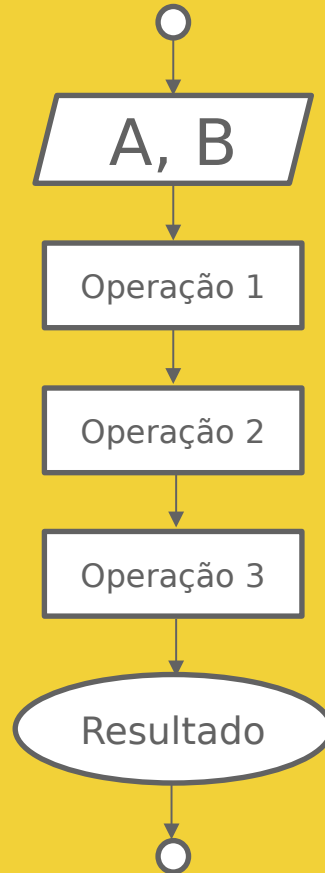 A, B
Operação 1
Operação 2
Operação 3
Resultado